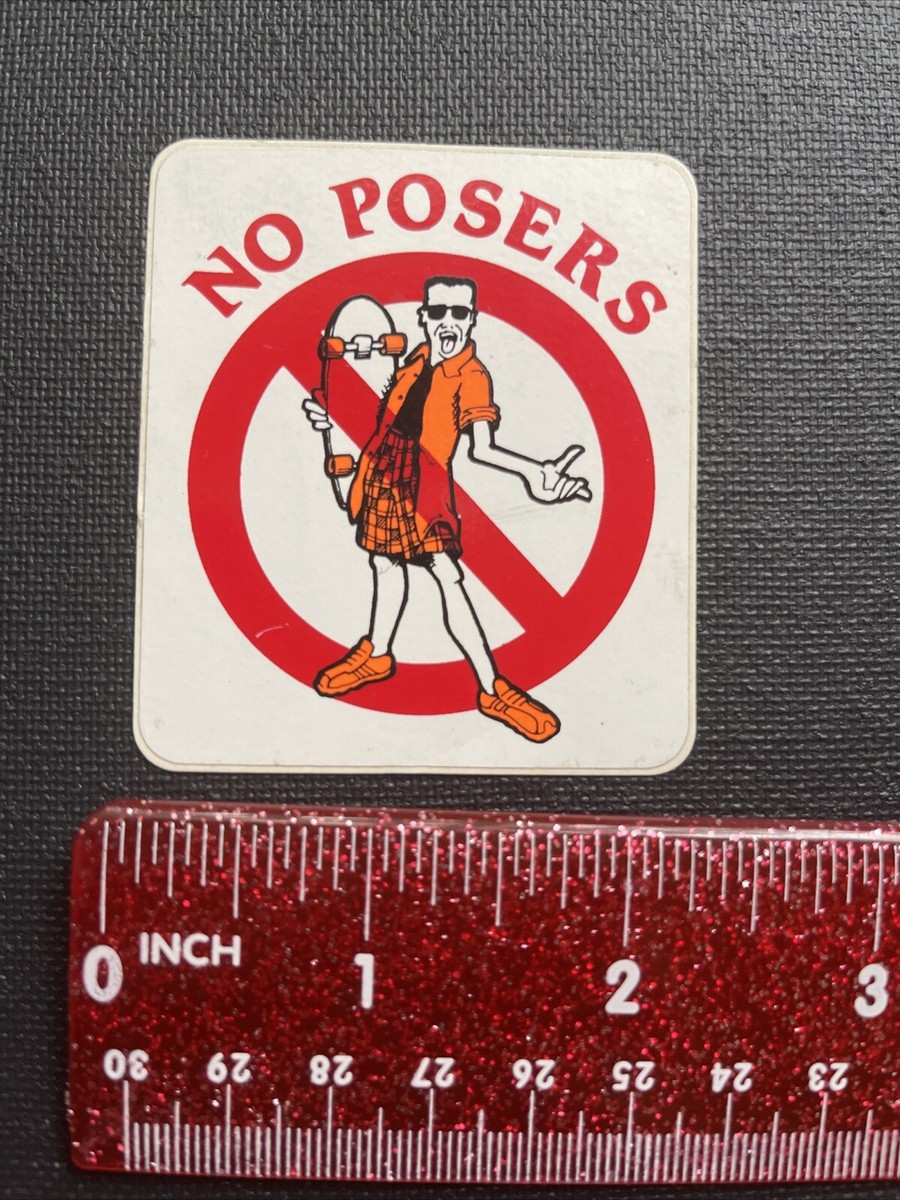 NO POSERS
INCH
0 1 2 3
30 29 28 27 26 25 24 23